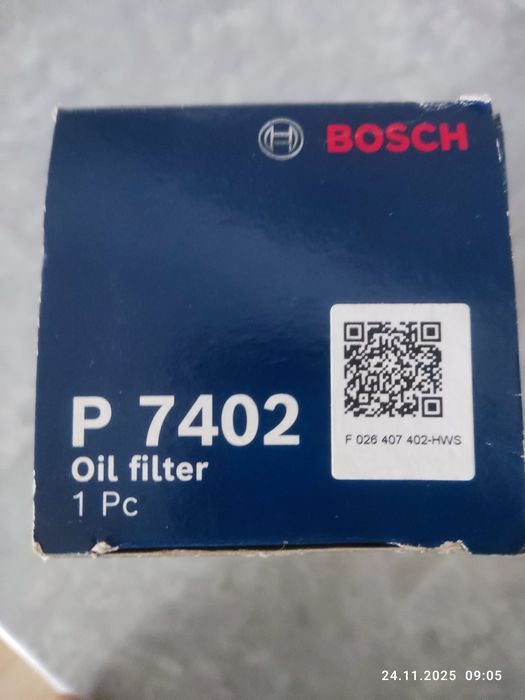 BOSCH
P 7402
Oil filter
1 Pc
F 026 407 402-HWS
24.11.2025 09:05